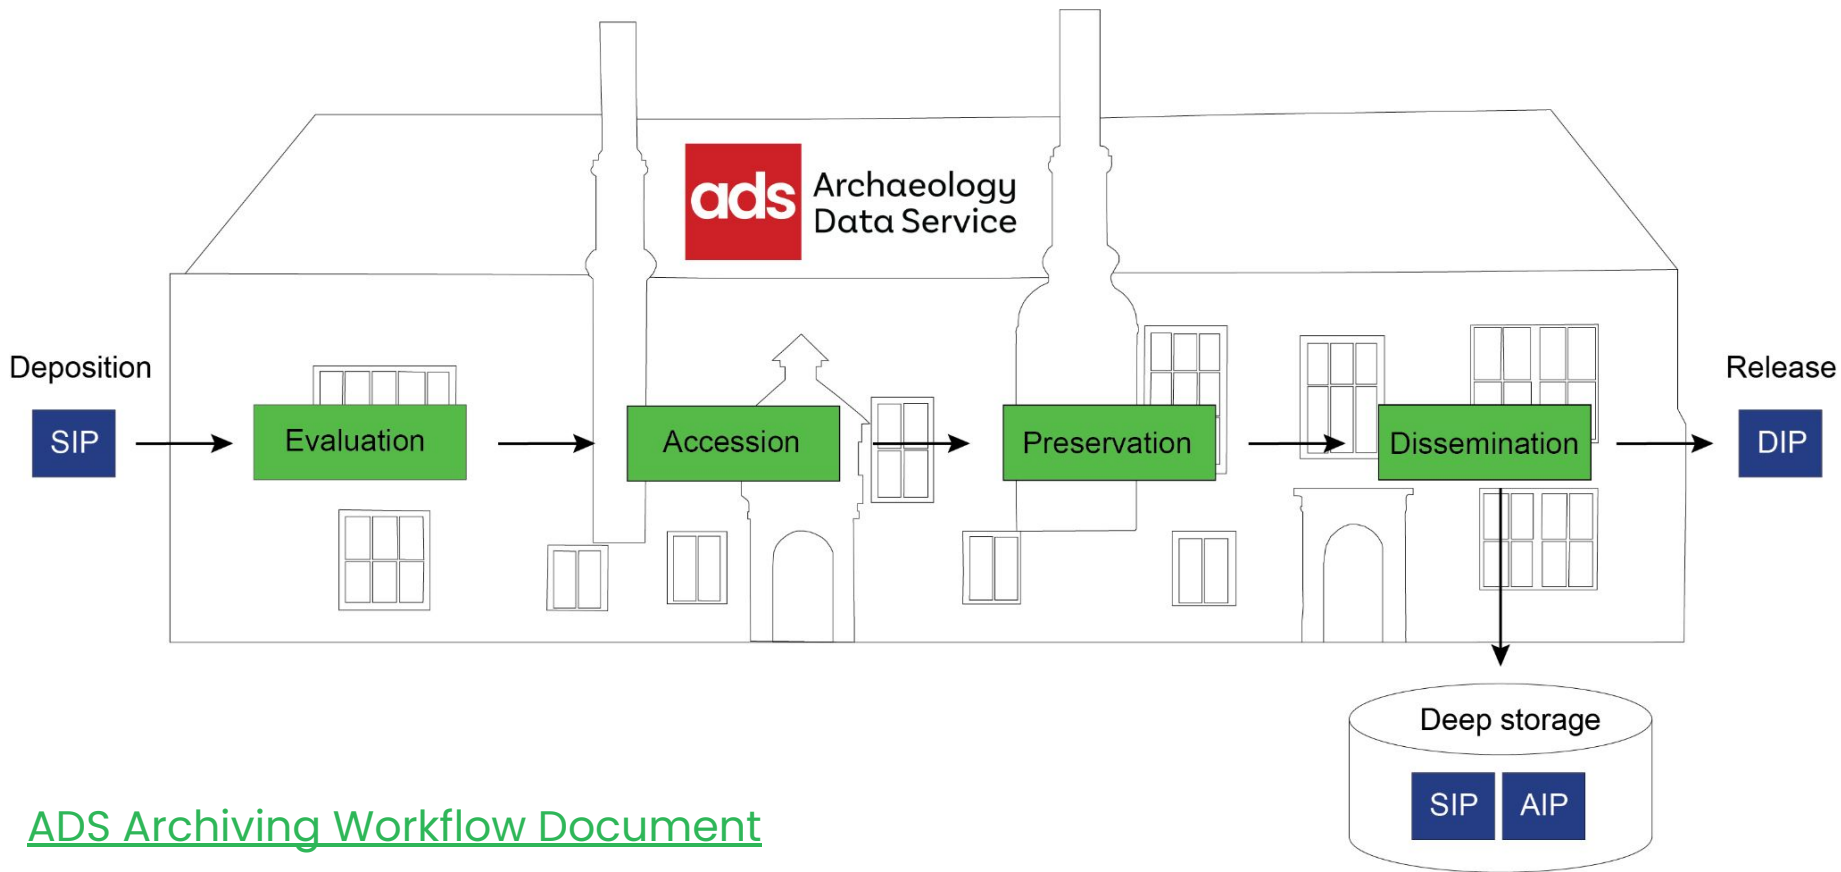 ads
Archaeology
Data Service
Deposition
Release
SIP
Evaluation
Accession
Preservation
Dissemination
DIP
Deep storage
SIP
AIP
ADS Archiving Workflow Document